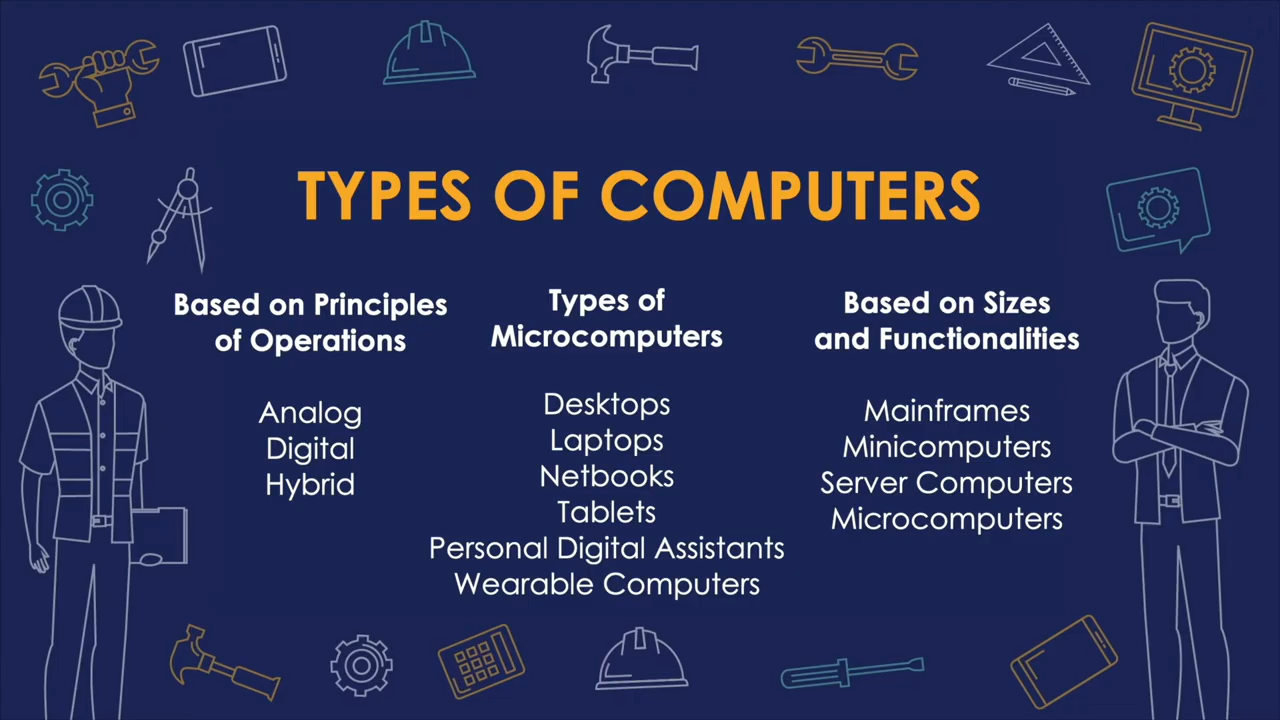 TYPES OF COMPUTERS
Based on Principles
of Operations
Analog
Digital
Hybrid
Types of
Microcomputers
Desktops
Laptops
Netbooks
Tablets
Personal Digital Assistants
Wearable Computers
Based on Sizes
and Functionalities
Mainframes
Minicomputers
Server Computers
Microcomputers